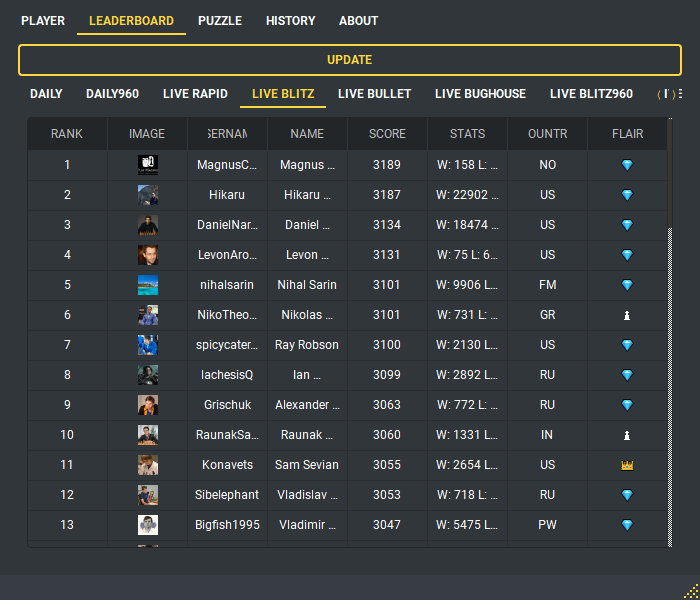 PLAYER LEADERBOARD PUZZLE HISTORY ABOUT
UPDATE
DAILY DAILY960 LIVE RAPID LIVE BLITZ LIVE BULLET LIVE BUGHOUSE LIVE BLITZ960
RANK IMAGE SERNAM NAME SCORE STATS OUNTR FLAIR
1 MagnusC... Magnus ... 3189 W: 158 L: ... NO
2 Hikaru Hikaru ... 3187 W: 22902 ... US
3 DanielNar... Daniel ... 3134 W: 18474 ... US
4 LevonAro... Levon ... 3131 W: 75 L: 6... US
5 nihalsarin Nihal Sarin 3101 W: 9906 L... FM
6 NikoTheo... Nikolas ... 3101 W: 731 L: ... GR
7 spicycater... Ray Robson 3100 W: 2130 L... US
8 lachesisQ Ian ... 3099 W: 2892 L... RU
9 Grischuk Alexander ... 3063 W: 772 L: ... RU
10 RaunakSa... Raunak ... 3060 W: 1331 L... IN
11 Konavets Sam Sevian 3055 W: 2654 L... US
12 Sibelephant Vladislav ... 3053 W: 718 L: ... RU
13 Bigfish1995 Vladimir ... 3047 W: 5475 L... PW